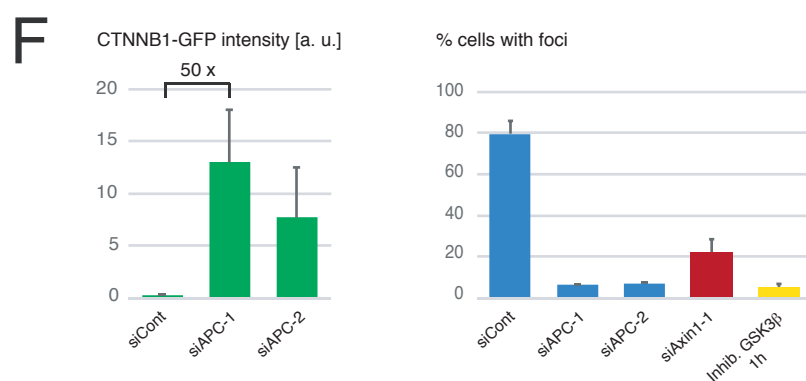 F
CTNNB1-GFP intensity [a. u.]
50 x
20
15
10
5
0
siCont
siAPC-1
siAPC-2
% cells with foci
100
80
60
40
20
0
siCont
siAPC-1
siAPC-2
siAxin1-1
Inhib. GSK3β
1h